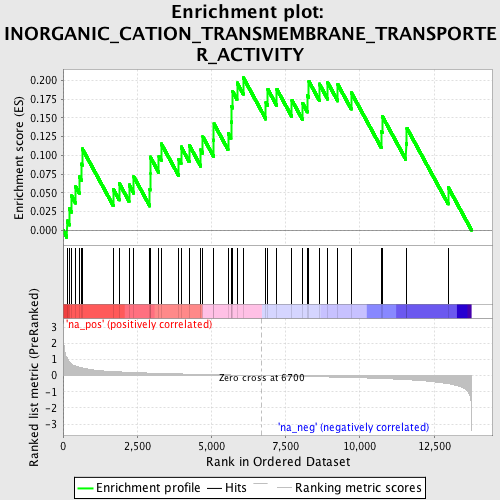 Enrichment plot:
INORGANIC_CATION_TRANSMEMBRANE_TRANSPORTE
R_ACTIVITY
Enrichment score (ES)
0.200
0.175
0.150
0.125
0.100
0.075
0.050
0.025
0.000
'na_pos' (positively correlated)
Ranked list metric (PreRanked)
3
2
1
0
-1
-2
-3
Zero cross at 6700
'na_neg' (negatively correlated)
0 2,500 5,000 7,500 10,000 12,500
Rank in Ordered Dataset
Enrichment profile Hits Ranking metric scores